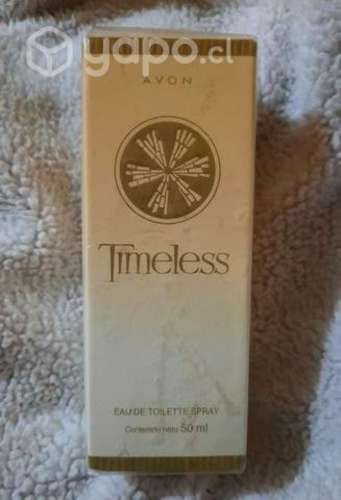 yapo.cl
AVON
Timeless
EAU DE TOILETTE SPRAY
Contenido neto 50 ml